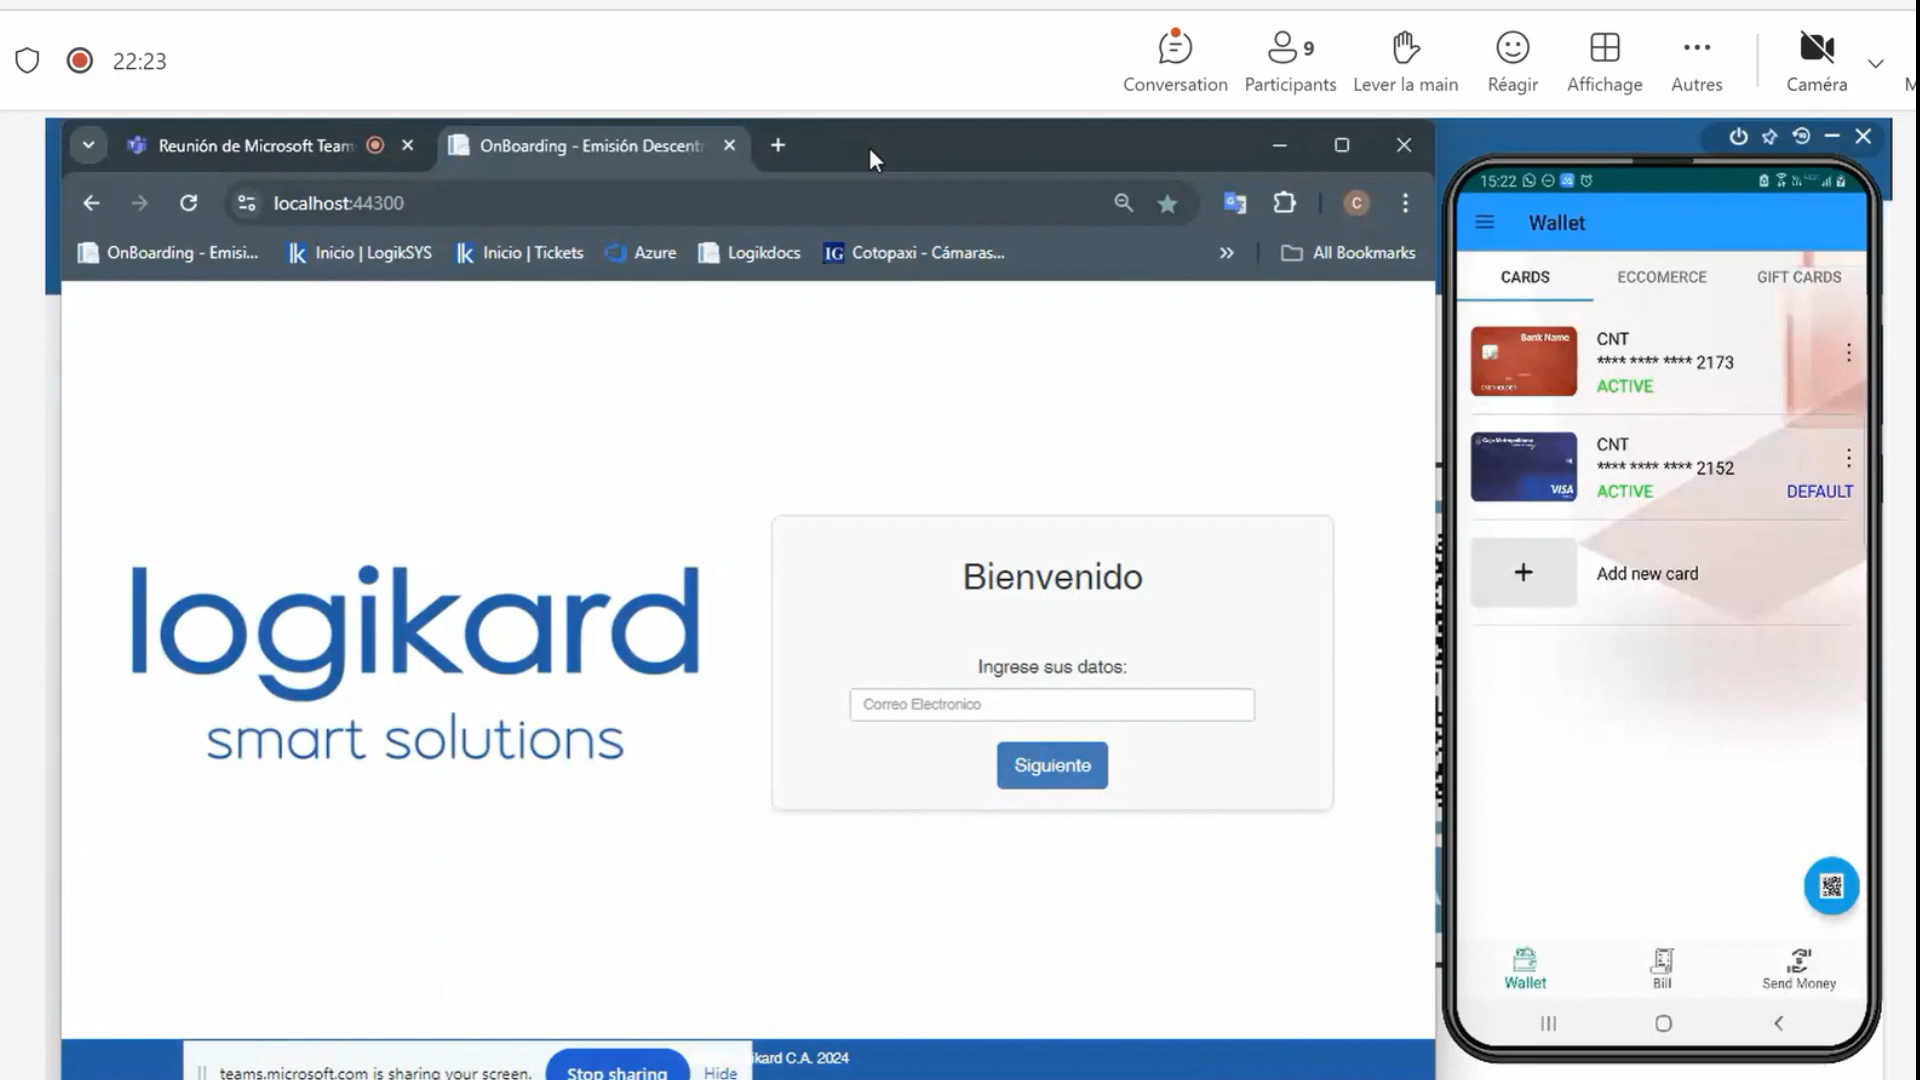 22:23
Conversation
9
Participants
Lever la main
Réagir
Affichage
Autres
Caméra
M
Reunión de Microsoft Team
OnBoarding - Emisión Descent
localhost:44300
C
OnBoarding - Emisi...
Inicio | LogikSYS
Inicio | Tickets
Azure
Logikdocs
IG Cotopaxi - Cámaras...
All Bookmarks
logikard
smart solutions
Bienvenido
Ingrese sus datos:
Correo Electronico
Siguiente
ikard C.A. 2024
teams.microsoft.com is sharing your screen.
Stop sharing
Hide
15:22
Wallet
CARDS
ECCOMERCE
GIFT CARDS
Bank Name
CNT
**** **** **** 2173
ACTIVE
VISA
CNT
**** **** **** 2152
ACTIVE
DEFAULT
Add new card
Wallet
Bill
Send Money